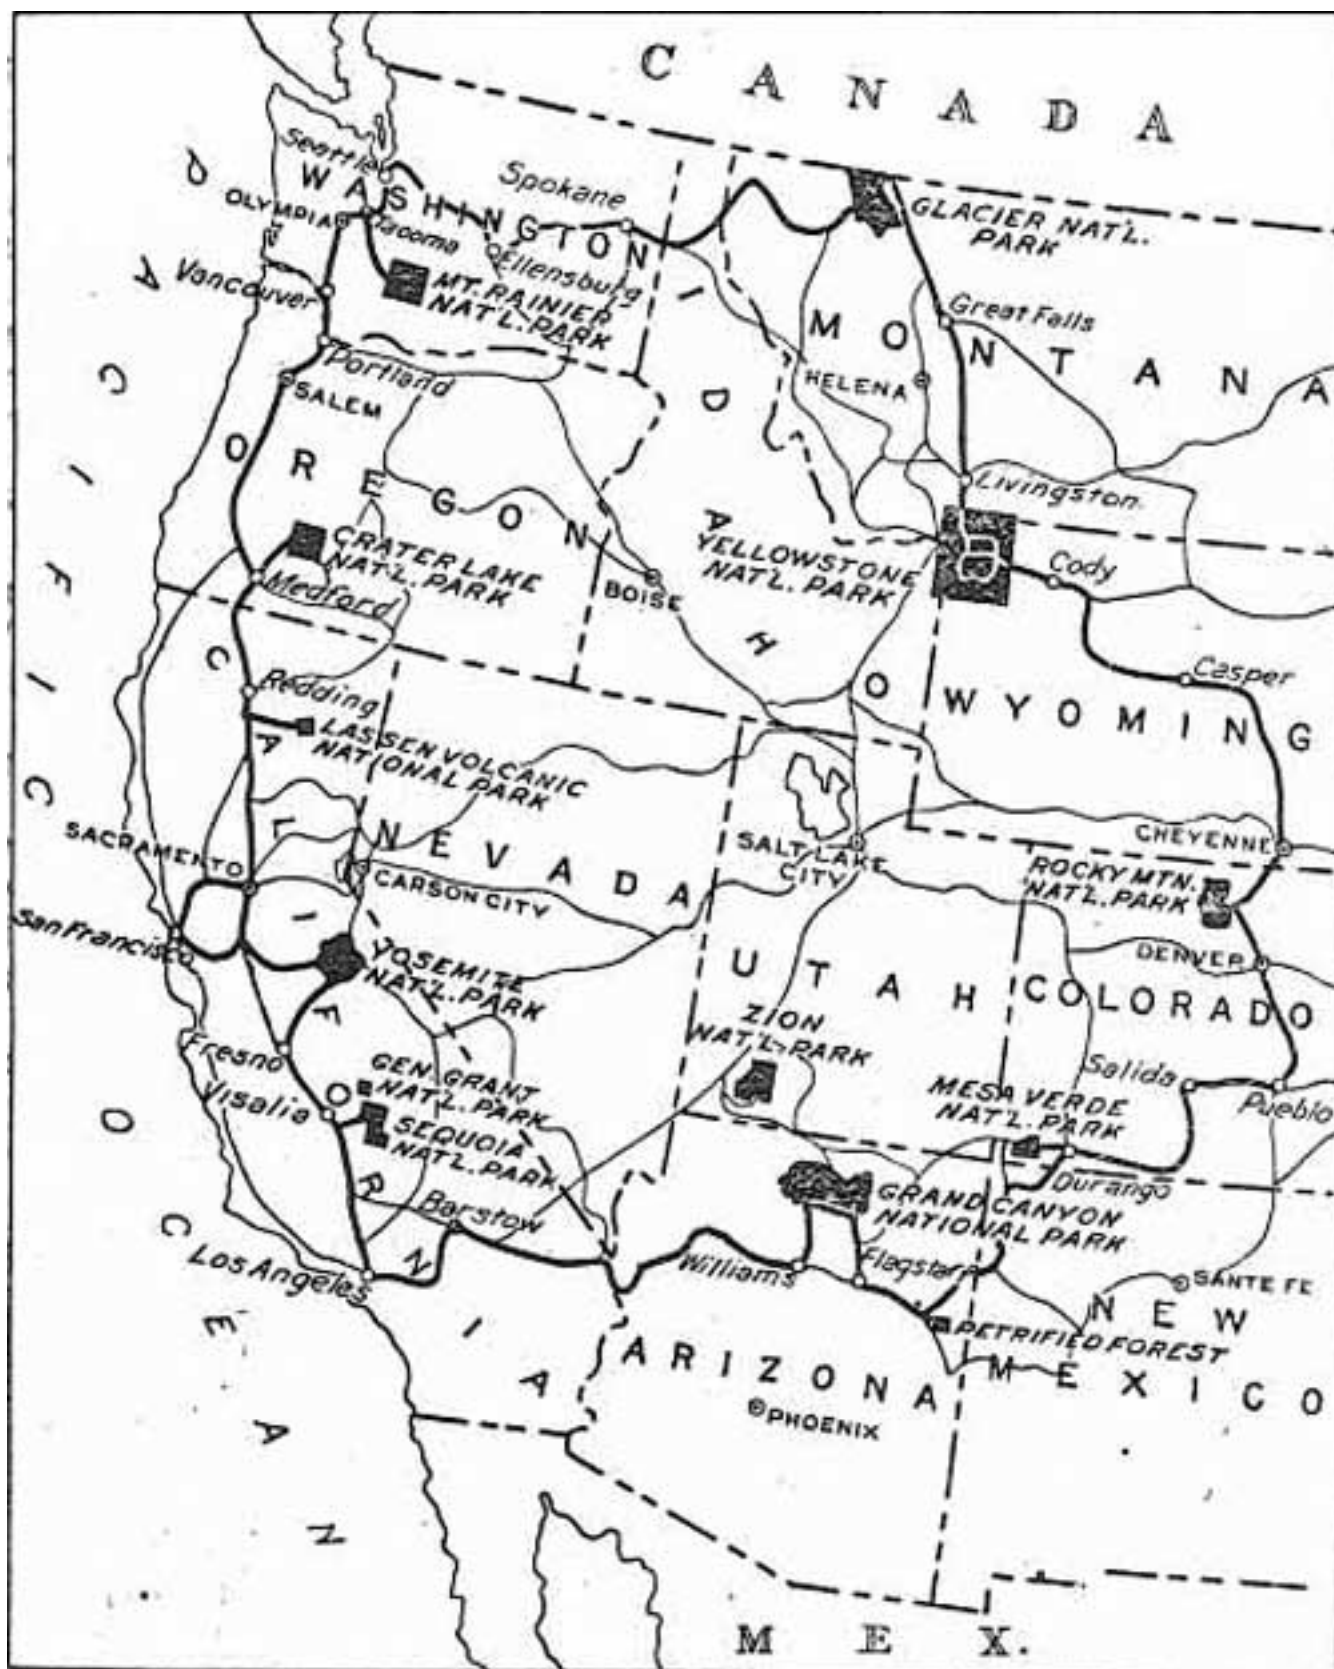 CANADA
Seattle
WASHINGTON
Spokane
OLYMPIA
Tacoma
Ellensburg
GLACIER NAT'L.
PARK
Vancouver
MT. RAINIER
NAT'L. PARK
Great Falls
MONTANA
Portland
HELENA
SALEM
IDAHO
OREGON
Livingston
CRATER LAKE
NAT'L. PARK
YELLOWSTONE
NAT'L. PARK
Cody
Medford
BOISE
Redding
Casper
WYOMING
LASSEN VOLCANIC
NATIONAL PARK
CALIFORNIA
SACRAMENTO
NEVADA
SALT LAKE
CITY
CHEYENNE
ROCKY MTN.
NAT'L. PARK
CARSON CITY
San Francisco
YOSEMITE
NAT'L. PARK
UTAH
DENVER
COLORADO
ZION
NAT'L. PARK
Fresno
GEN. GRANT
NAT'L. PARK
Visalia
SEQUOIA
NAT'L. PARK
MESA VERDE
NAT'L. PARK
Salida
Pueblo
Durango
GRAND CANYON
NATIONAL PARK
Barstow
Los Angeles
Williams
Flagstaff
SANTE FE
NEW
MEXICO
PETRIFIED FOREST
ARIZONA
PHOENIX
PACIFIC
OCEAN
MEX.